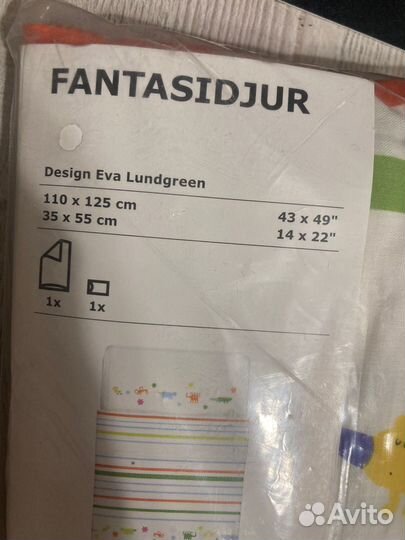 FANTASIDJUR
Design Eva Lundgreen
110 x 125 cm 43 x 49"
35 x 55 cm 14 x 22"
1x 1x
Avito